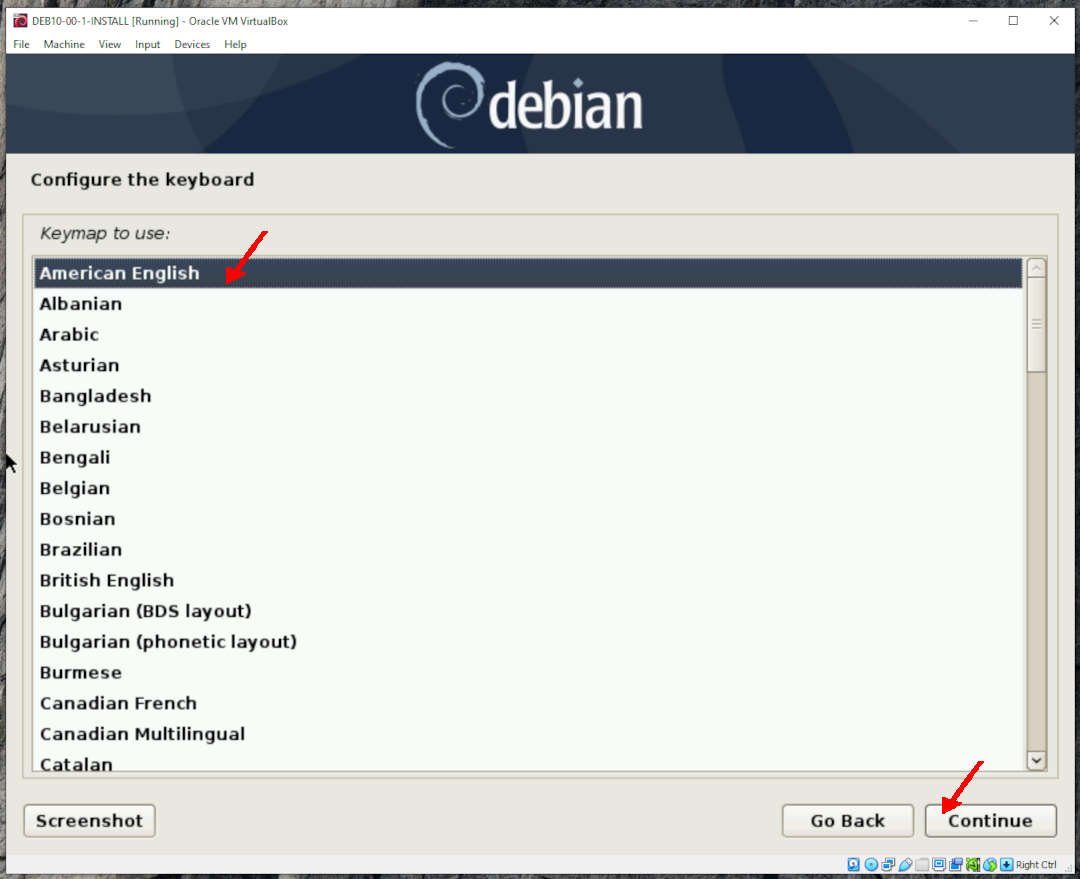 DEB10-00-1-INSTALL [Running] - Oracle VM VirtualBox
File Machine View Input Devices Help
debian
Configure the keyboard
Keymap to use:
American English
Albanian
Arabic
Asturian
Bangladesh
Belarusian
Bengali
Belgian
Bosnian
Brazilian
British English
Bulgarian (BDS layout)
Bulgarian (phonetic layout)
Burmese
Canadian French
Canadian Multilingual
Catalan
Screenshot Go Back Continue
Right Ctrl